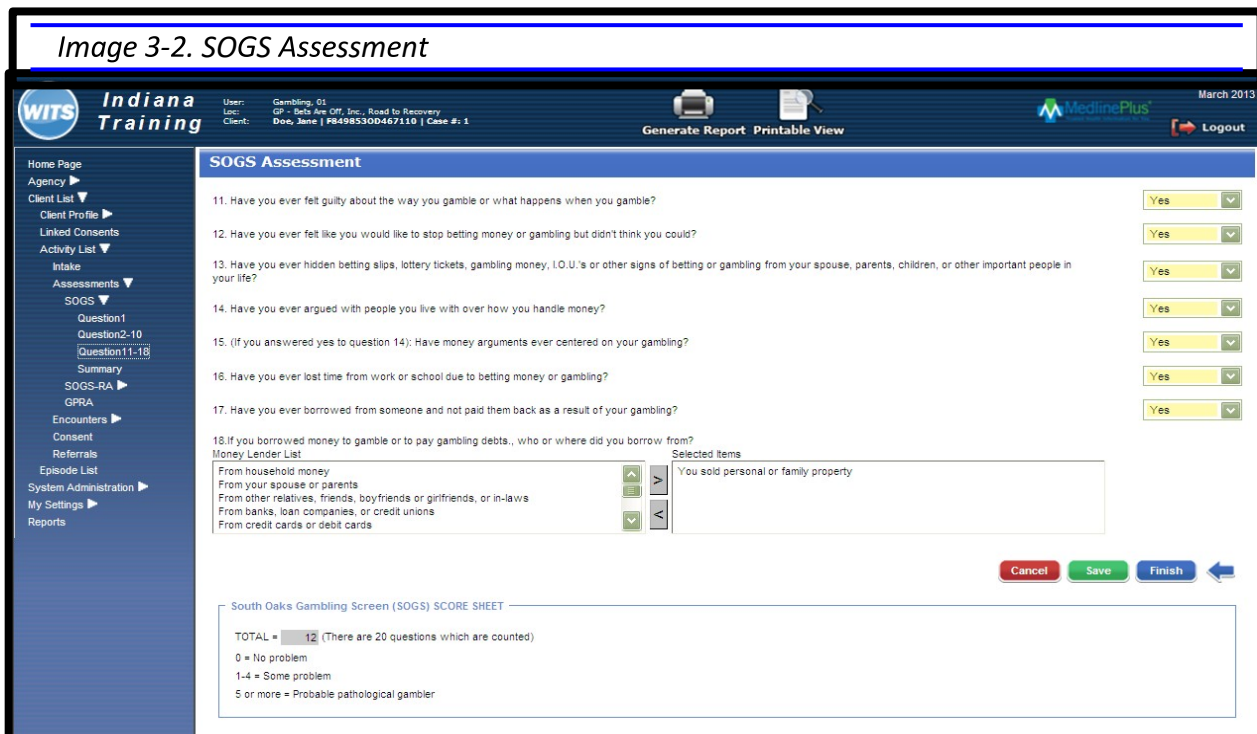 Image 3-2. SOGS Assessment
WITS
Indiana
Training
User: Gambling, 01
Loc: GP - Bets Are Off, Inc., Road to Recovery
Client: Doe, Jane | F84985300D467110 | Case #: 1
Generate Report Printable View
MedlinePlus
March 2013
Logout
Home Page
Agency
Client List
Client Profile
Linked Consents
Activity List
Intake
Assessments
SOGS
Question1
Question2-10
Question11-18
Summary
SOGS-RA
GPRA
Encounters
Consent
Referrals
Episode List
System Administration
My Settings
Reports
SOGS Assessment
11. Have you ever felt guilty about the way you gamble or what happens when you gamble? Yes
12. Have you ever felt like you would like to stop betting money or gambling but didn't think you could? Yes
13. Have you ever hidden betting slips, lottery tickets, gambling money, I.O.U.'s or other signs of betting or gambling from your spouse, parents, children, or other important people in
your life? Yes
14. Have you ever argued with people you live with over how you handle money? Yes
15. (If you answered yes to question 14): Have money arguments ever centered on your gambling? Yes
16. Have you ever lost time from work or school due to betting money or gambling? Yes
17. Have you ever borrowed from someone and not paid them back as a result of your gambling? Yes
18.If you borrowed money to gamble or to pay gambling debts., who or where did you borrow from?
Money Lender List
From household money
From your spouse or parents
From other relatives, friends, boyfriends or girlfriends, or in-laws
From banks, loan companies, or credit unions
From credit cards or debit cards
>
<
Selected Items
You sold personal or family property
Cancel Save Finish
South Oaks Gambling Screen (SOGS) SCORE SHEET
TOTAL = 12 (There are 20 questions which are counted)
0 = No problem
1-4 = Some problem
5 or more = Probable pathological gambler